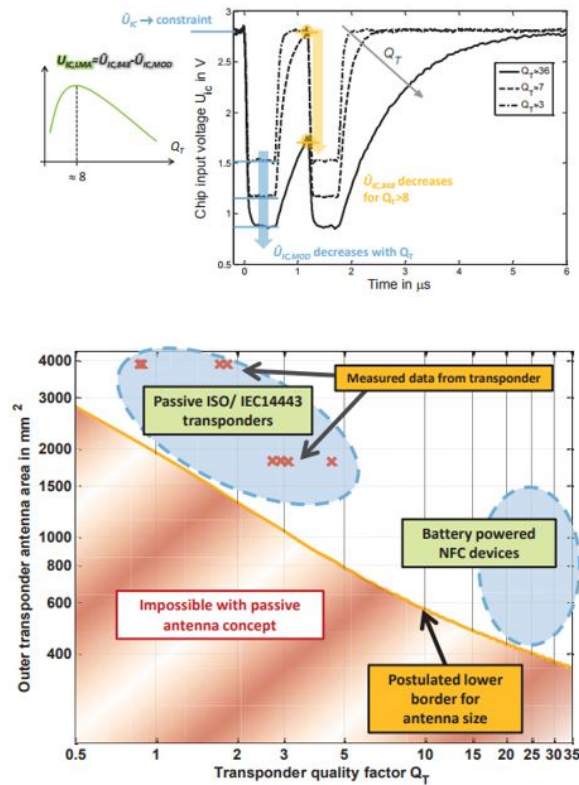 Û_IC → constraint
U_IC,LMA=Û_IC,848-Û_IC,MOD
Q_T
≈ 8
Chip input voltage U_ic in V
3
2.5
2
1.5
1
0.5
0 1 2 3 4 5 6
Time in µs
Q_T
Q_T≈36
Q_T≈7
Q_T≈3
Û_IC,848 decreases
for Q_T>8
Û_IC,MOD decreases with Q_T
Outer transponder antenna area in mm²
4000
3000
2000
1500
1000
800
600
400
0.5 1 2 3 5 10 15 20 25 30 35
Transponder quality factor Q_T
Passive ISO/ IEC14443
transponders
Measured data from transponder
Battery powered
NFC devices
Impossible with passive
antenna concept
Postulated lower
border for
antenna size